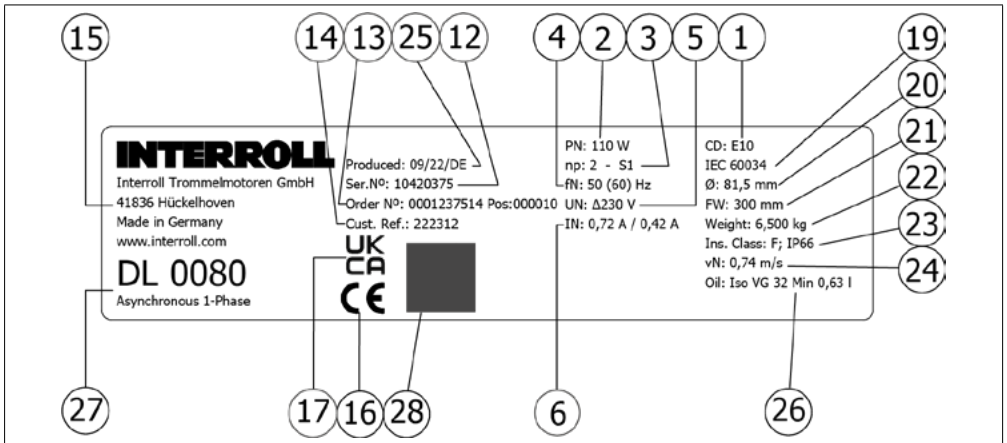 15
14
13
25
12
4
2
3
5
1
19
20
21
22
23
24
INTERROLL
Interroll Trommelmotoren GmbH
41836 Hückelhoven
Made in Germany
www.interroll.com
DL 0080
Asynchronous 1-Phase
Produced: 09/22/DE
Ser.Nº: 10420375
Order Nº: 0001237514 Pos:000010
Cust. Ref.: 222312
UK
CA
CE
PN: 110 W
np: 2 - S1
fN: 50 (60) Hz
UN: Δ230 V
IN: 0,72 A / 0,42 A
CD: E10
IEC 60034
Ø: 81,5 mm
FW: 300 mm
Weight: 6,500 kg
Ins. Class: F; IP66
vN: 0,74 m/s
Oil: Iso VG 32 Min 0,63 l
27
17
16
28
6
26